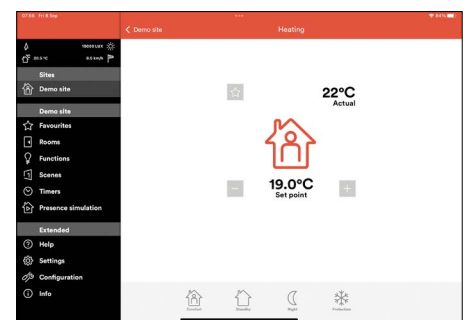 07:56 Fri 8 Sep
84%
Demo site
Heating
19000 Lux
20.5 °C
8.5 km/h
Sites
Demo site
Demo site
Favourites
Rooms
Functions
Scenes
Timers
Presence simulation
Extended
Help
Settings
Configuration
Info
22°C
Actual
19.0°C
Set point
Comfort
Standby
Night
Protection